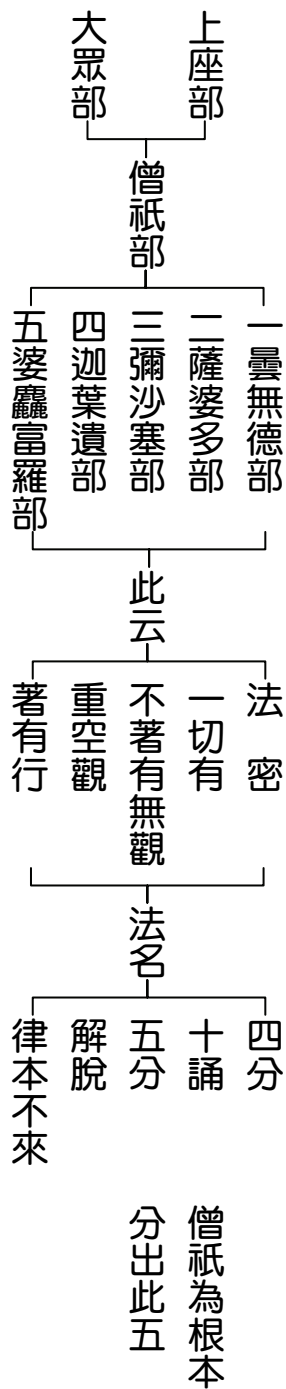 上座部
大眾部
僧祇部
一曇無德部
二薩婆多部
三彌沙塞部
四迦葉遺部
五婆麤富羅部
此云
法　密
一切有
不著有無觀
重空觀
著有行
法名
四分
十誦
五分
解脫
律本不來
僧祇為根本
分出此五